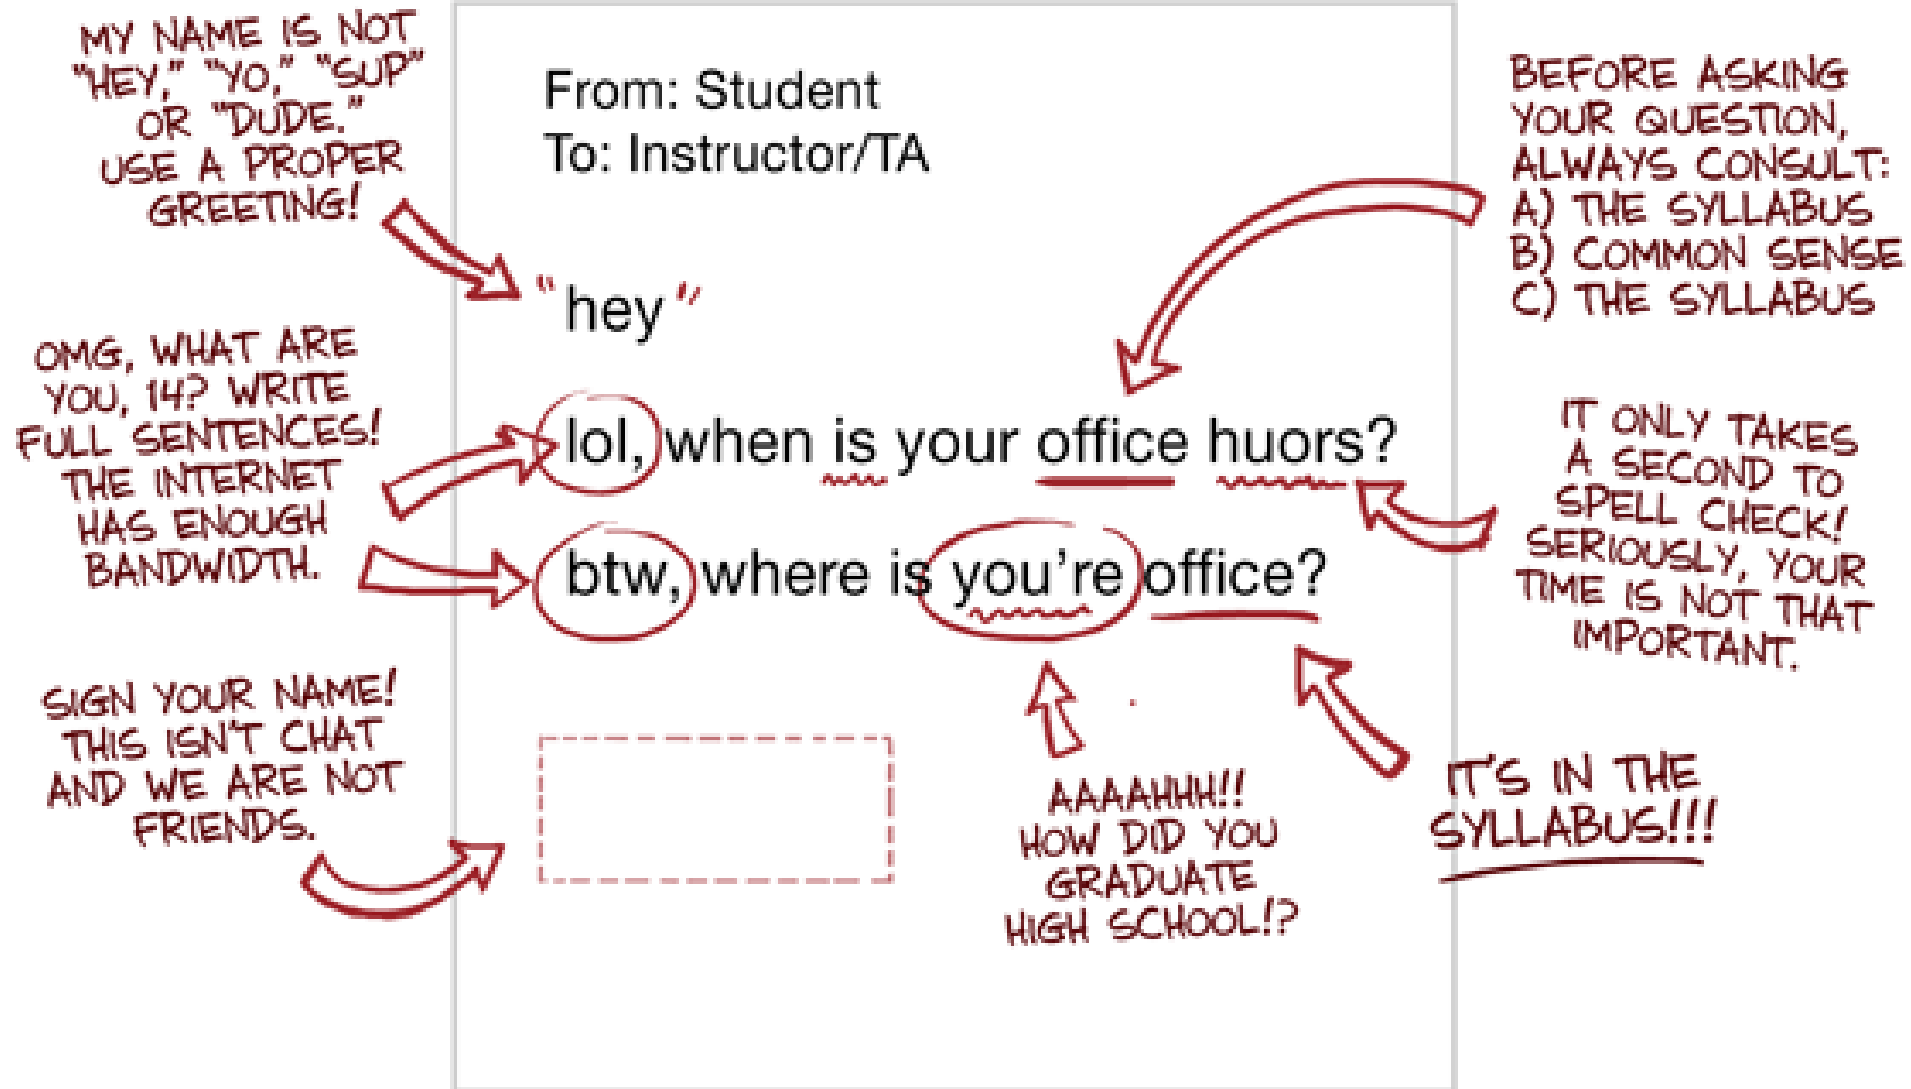 MY NAME IS NOT
"HEY," "YO," "SUP"
OR "DUDE."
USE A PROPER
GREETING!
OMG, WHAT ARE
YOU, 14? WRITE
FULL SENTENCES!
THE INTERNET
HAS ENOUGH
BANDWIDTH.
SIGN YOUR NAME!
THIS ISN'T CHAT
AND WE ARE NOT
FRIENDS.
From: Student
To: Instructor/TA
"hey"
lol, when is your office huors?
btw, where is you're office?
AAAAHHH!!
HOW DID YOU
GRADUATE
HIGH SCHOOL!?
BEFORE ASKING
YOUR QUESTION,
ALWAYS CONSULT:
A) THE SYLLABUS
B) COMMON SENSE
C) THE SYLLABUS
IT ONLY TAKES
A SECOND TO
SPELL CHECK!
SERIOUSLY, YOUR
TIME IS NOT THAT
IMPORTANT.
IT'S IN THE
SYLLABUS!!!